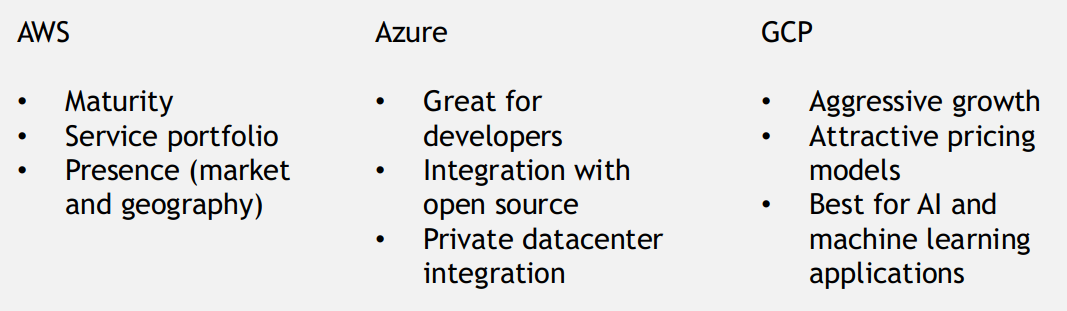 AWS
• Maturity
• Service portfolio
• Presence (market
and geography)
Azure
• Great for
developers
• Integration with
open source
• Private datacenter
integration
GCP
• Aggressive growth
• Attractive pricing
models
• Best for AI and
machine learning
applications